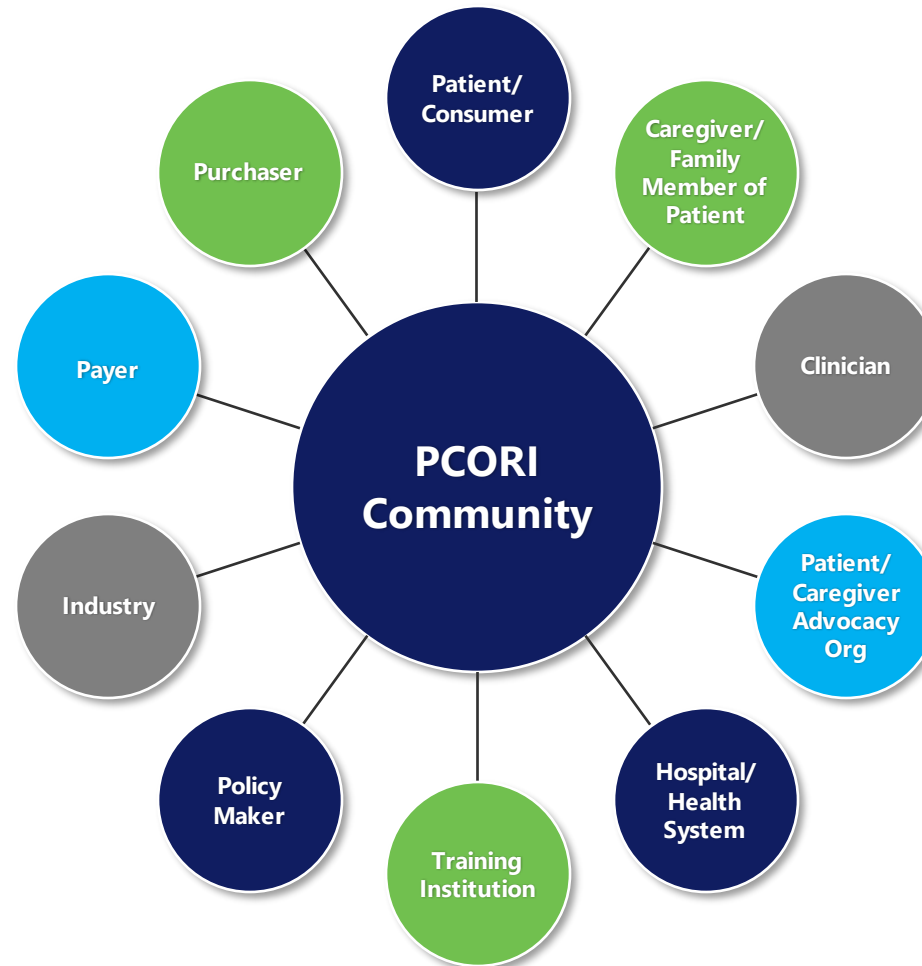 Patient/
Consumer
Caregiver/
Family
Member of
Patient
Clinician
Patient/
Caregiver
Advocacy
Org
Hospital/
Health
System
Training
Institution
Policy
Maker
Industry
Payer
Purchaser
PCORI
Community